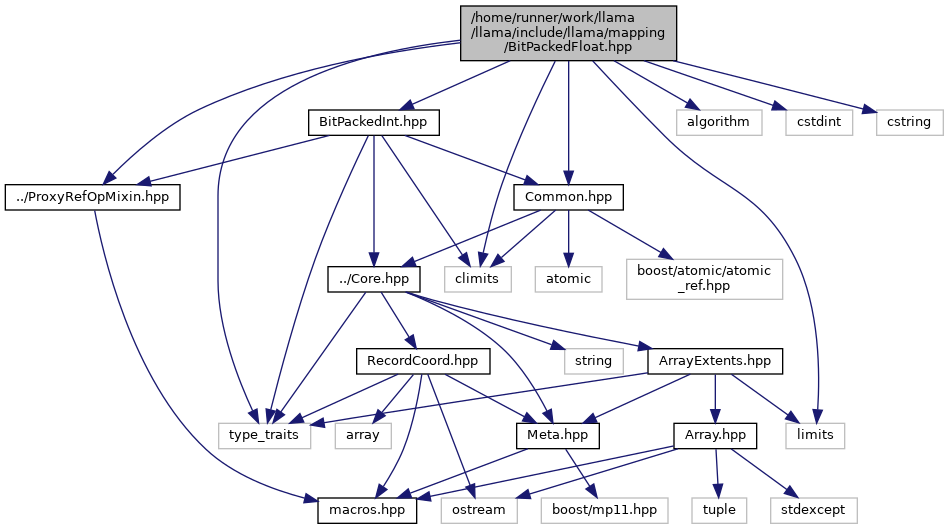 /home/runner/work/llama
/llama/include/llama/mapping
/BitPackedFloat.hpp
BitPackedInt.hpp
algorithm
cstdint
cstring
../ProxyRefOpMixin.hpp
Common.hpp
../Core.hpp
climits
atomic
boost/atomic/atomic
_ref.hpp
RecordCoord.hpp
string
ArrayExtents.hpp
type_traits
array
Meta.hpp
Array.hpp
limits
macros.hpp
ostream
boost/mp11.hpp
tuple
stdexcept